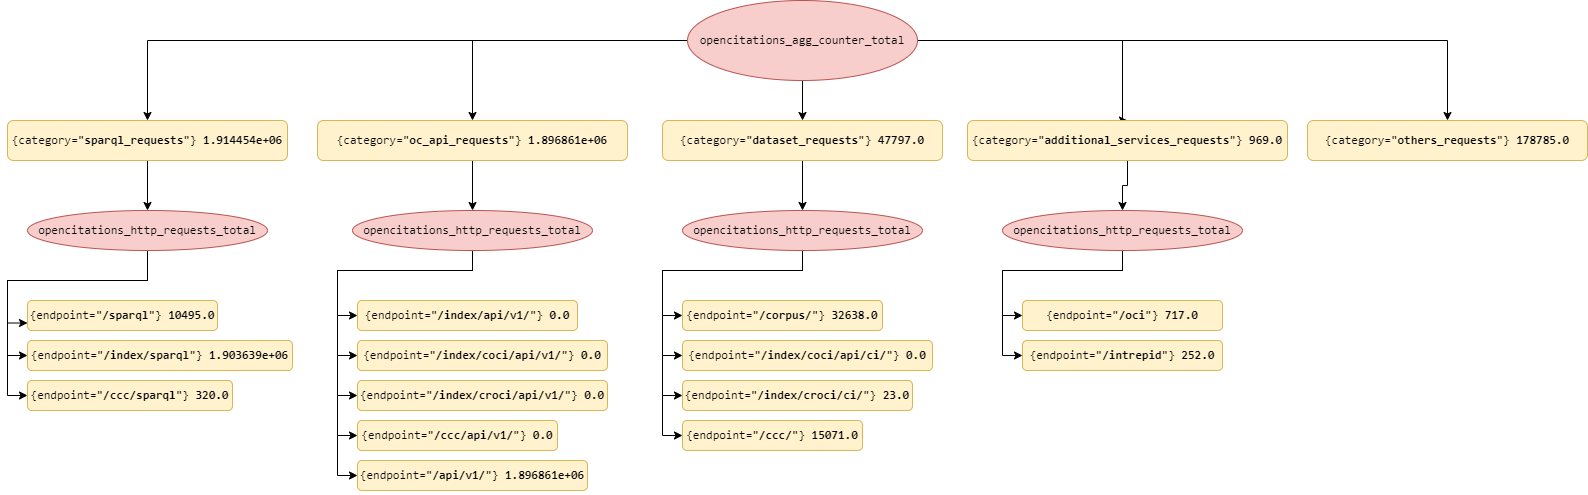 opencitations_agg_counter_total
{category="sparql_requests"} 1.914454e+06
{category="oc_api_requests"} 1.896861e+06
{category="dataset_requests"} 47797.0
{category="additional_services_requests"} 969.0
{category="others_requests"} 178785.0
opencitations_http_requests_total
opencitations_http_requests_total
opencitations_http_requests_total
opencitations_http_requests_total
{endpoint="/sparql"} 10495.0
{endpoint="/index/sparql"} 1.903639e+06
{endpoint="/ccc/sparql"} 320.0
{endpoint="/index/api/v1/"} 0.0
{endpoint="/index/coci/api/v1/"} 0.0
{endpoint="/index/croci/api/v1/"} 0.0
{endpoint="/ccc/api/v1/"} 0.0
{endpoint="/api/v1/"} 1.896861e+06
{endpoint="/corpus/"} 32638.0
{endpoint="/index/coci/api/ci/"} 0.0
{endpoint="/index/croci/ci/"} 23.0
{endpoint="/ccc/"} 15071.0
{endpoint="/oci"} 717.0
{endpoint="/intrepid"} 252.0